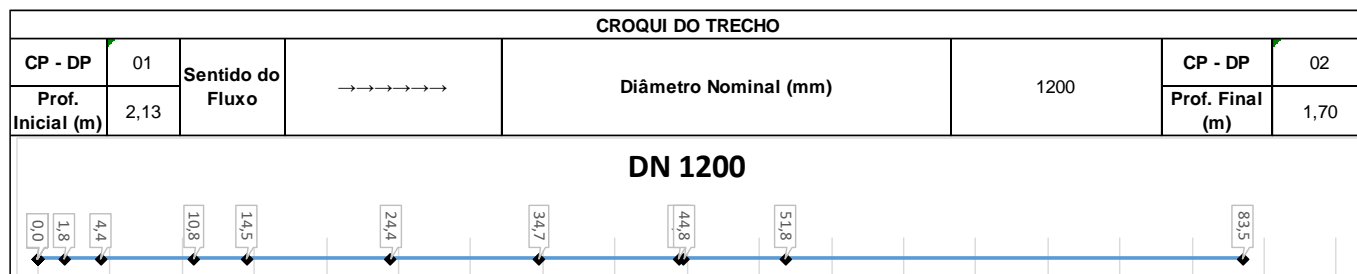 CROQUI DO TRECHO
CP - DP 01 Sentido do Fluxo →→→→→→ Diâmetro Nominal (mm) 1200 CP - DP 02
Prof. Inicial (m) 2,13 Prof. Final (m) 1,70
DN 1200
0,0 1,8 4,4 10,8 14,5 24,4 34,7 44,8 51,8 83,5